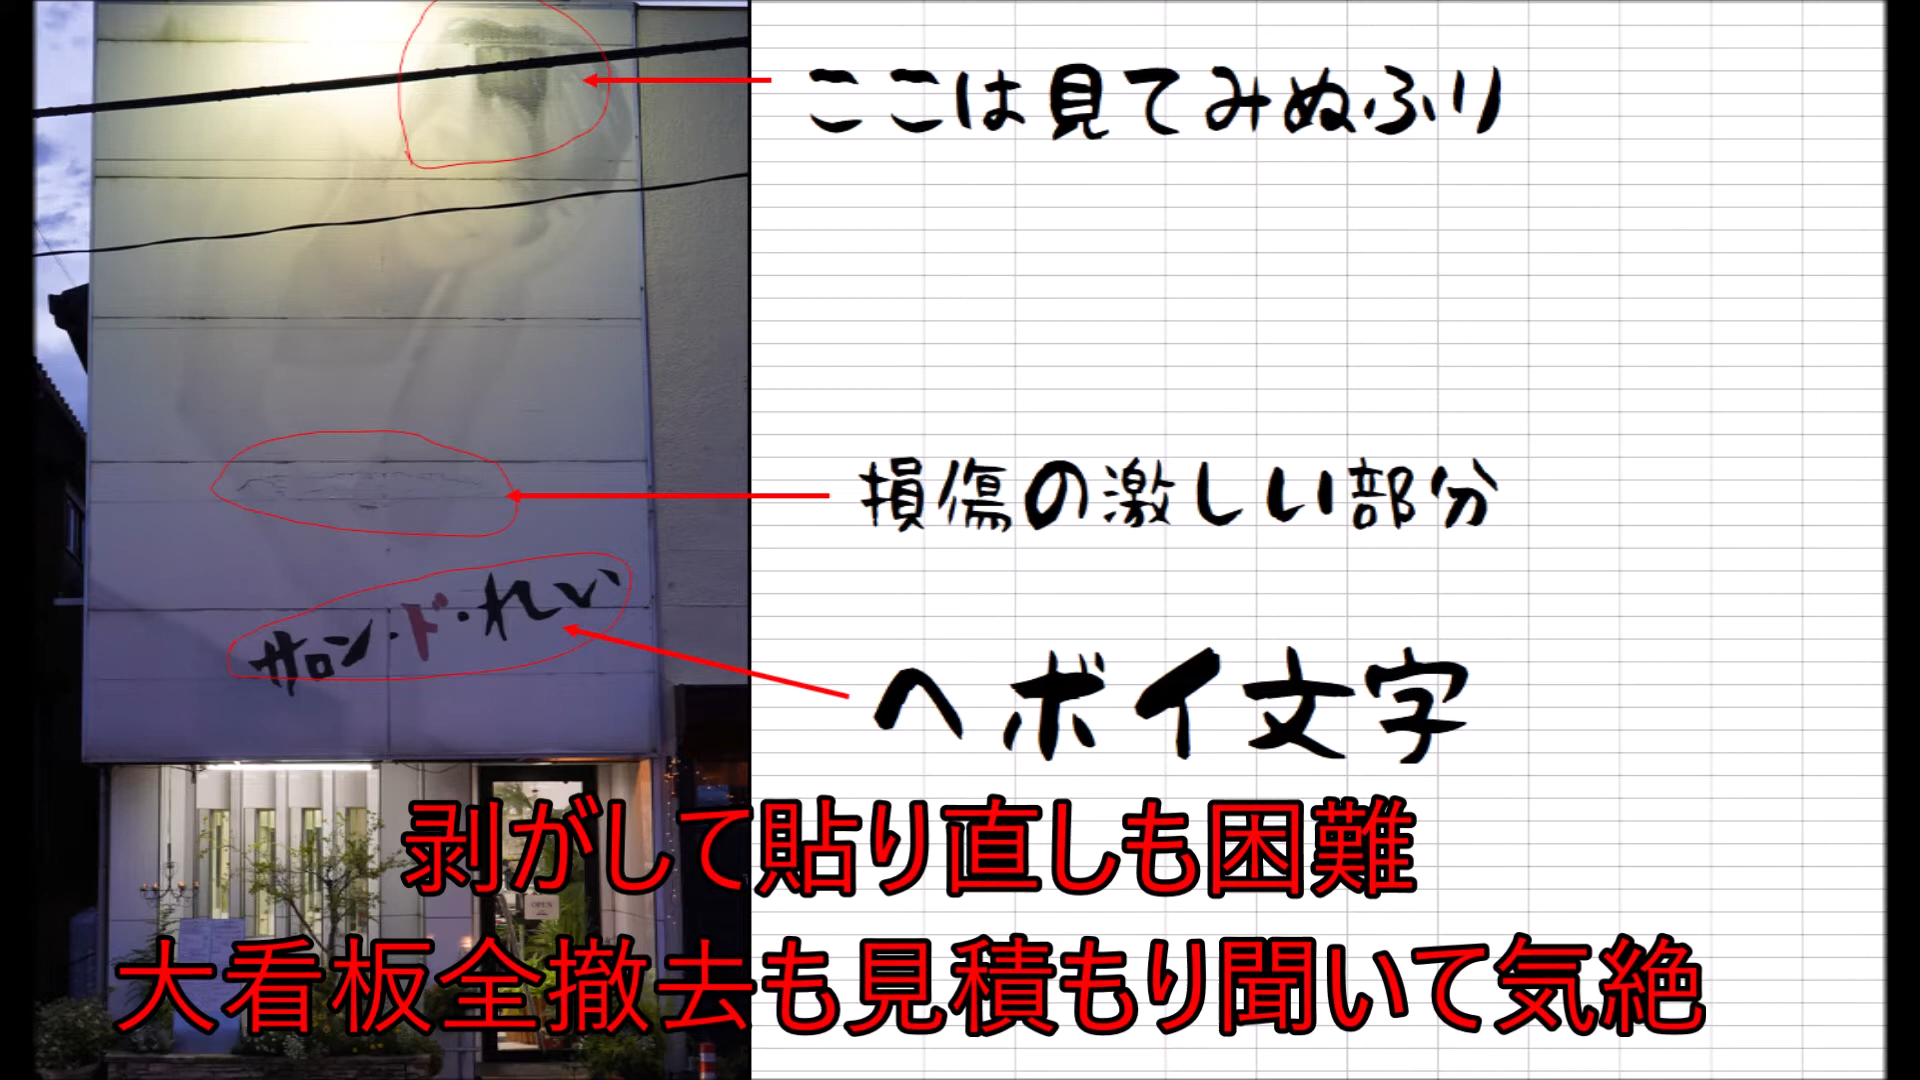 ここは見てみぬふり
損傷の激しい部分
サロン・ド・れい
ヘボイ文字
OPEN
剥がして貼り直しも困難
大看板全撤去も見積もり聞いて気絶